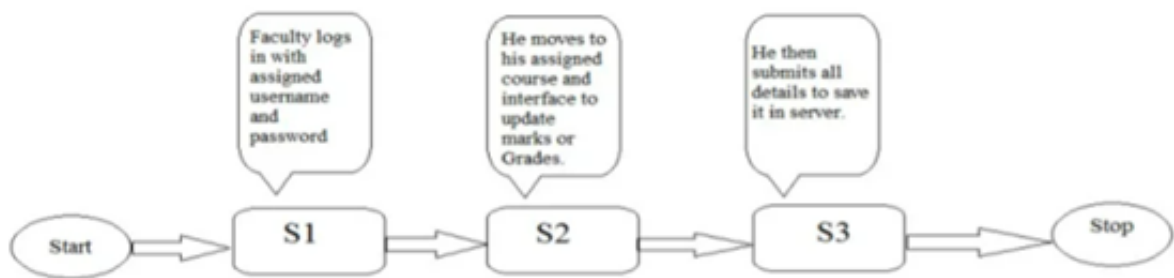 Faculty logs
in with
assigned
username
and
password
He moves to
his assigned
course and
interface to
update
marks or
Grades.
He then
submits all
details to save
it in server.
Start
S1
S2
S3
Stop